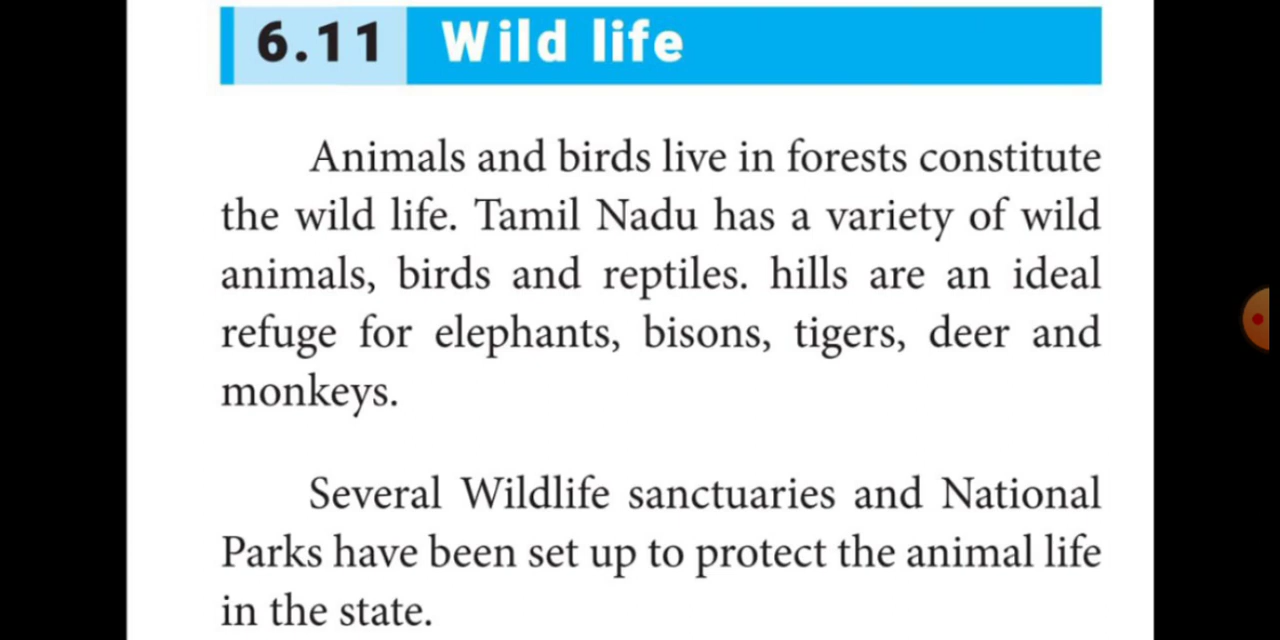 6.11 Wild life
Animals and birds live in forests constitute
the wild life. Tamil Nadu has a variety of wild
animals, birds and reptiles. hills are an ideal
refuge for elephants, bisons, tigers, deer and
monkeys.
Several Wildlife sanctuaries and National
Parks have been set up to protect the animal life
in the state.